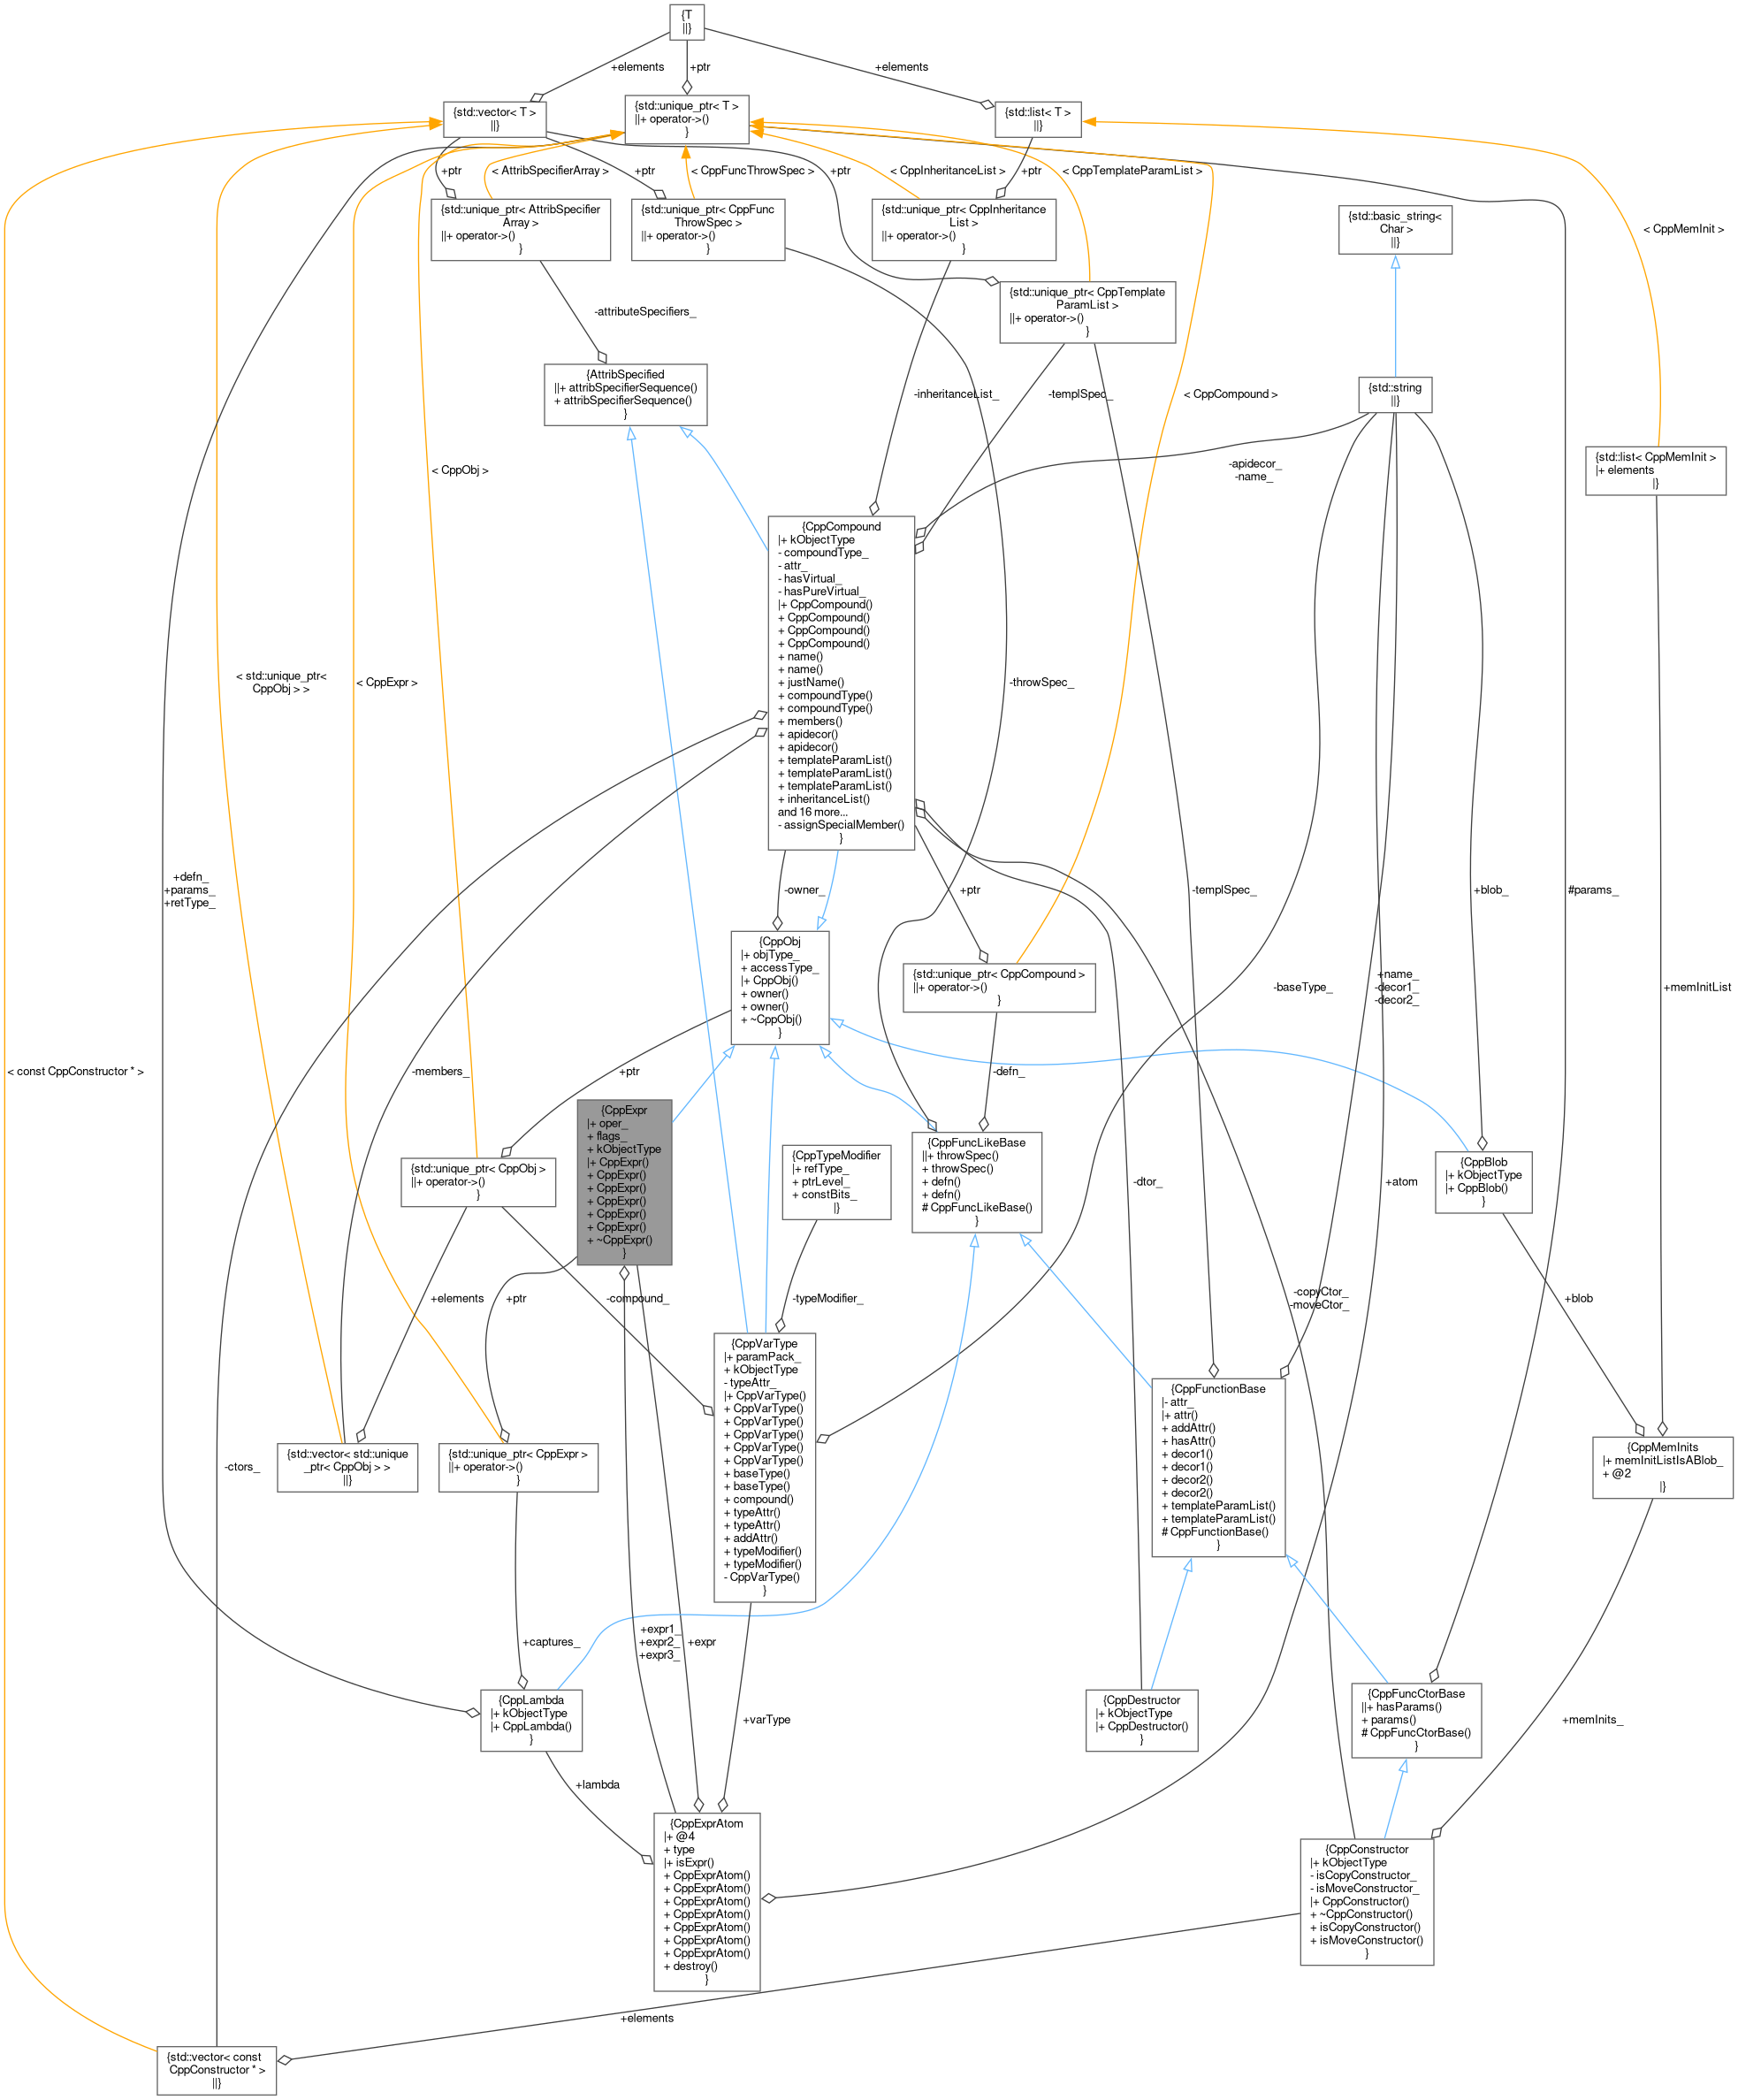 {T
||}
+elements
+ptr
+elements
{std::vector< T >
||}
{std::unique_ptr< T >
||+ operator->()
}
{std::list< T >
||}
+ptr
< AttribSpecifierArray >
+ptr
< CppFuncThrowSpec >
+ptr
< CppInheritanceList >
+ptr
< CppTemplateParamList >
{std::unique_ptr< AttribSpecifier
Array >
||+ operator->()
}
{std::unique_ptr< CppFunc
ThrowSpec >
||+ operator->()
}
{std::unique_ptr< CppInheritance
List >
||+ operator->()
}
{std::basic_string<
Char >
||}
< CppMemInit >
{std::unique_ptr< CppTemplate
ParamList >
||+ operator->()
}
-attributeSpecifiers_
{AttribSpecified
||+ attribSpecifierSequence()
+ attribSpecifierSequence()
}
-inheritanceList_
-templSpec_
< CppCompound >
{std::string
||}
{std::list< CppMemInit >
|+ elements
|}
< CppObj >
-apidecor_
-name_
{CppCompound
|+ kObjectType
- compoundType_
- attr_
- hasVirtual_
- hasPureVirtual_
|+ CppCompound()
+ CppCompound()
+ CppCompound()
+ CppCompound()
+ name()
+ name()
+ justName()
+ compoundType()
+ compoundType()
+ members()
+ apidecor()
+ apidecor()
+ templateParamList()
+ templateParamList()
+ templateParamList()
+ inheritanceList()
and 16 more...
- assignSpecialMember()
}
< std::unique_ptr<
CppObj > >
< CppExpr >
-throwSpec_
+defn_
+params_
+retType_
-owner_
+ptr
-templSpec_
+blob_
#params_
{CppObj
|+ objType_
+ accessType_
|+ CppObj()
+ owner()
+ owner()
+ ~CppObj()
}
{std::unique_ptr< CppCompound >
||+ operator->()
}
-baseType_
+name_
-decor1_
-decor2_
+memInitList
< const CppConstructor * >
-members_
+ptr
-defn_
{CppExpr
|+ oper_
+ flags_
+ kObjectType
|+ CppExpr()
+ CppExpr()
+ CppExpr()
+ CppExpr()
+ CppExpr()
+ CppExpr()
+ ~CppExpr()
}
{CppTypeModifier
|+ refType_
+ ptrLevel_
+ constBits_
|}
{CppFuncLikeBase
||+ throwSpec()
+ throwSpec()
+ defn()
+ defn()
# CppFuncLikeBase()
}
{std::unique_ptr< CppObj >
||+ operator->()
}
-dtor_
+atom
{CppBlob
|+ kObjectType
|+ CppBlob()
}
+elements
+ptr
-compound_
-typeModifier_
-copyCtor_
-moveCtor_
+blob
{CppVarType
|+ paramPack_
+ kObjectType
- typeAttr_
|+ CppVarType()
+ CppVarType()
+ CppVarType()
+ CppVarType()
+ CppVarType()
+ CppVarType()
+ baseType()
+ baseType()
+ compound()
+ typeAttr()
+ typeAttr()
+ addAttr()
+ typeModifier()
+ typeModifier()
- CppVarType()
}
{CppFunctionBase
|- attr_
|+ attr()
+ addAttr()
+ hasAttr()
+ decor1()
+ decor1()
+ decor2()
+ decor2()
+ templateParamList()
+ templateParamList()
# CppFunctionBase()
}
-ctors_
{std::vector< std::unique
_ptr< CppObj > >
||}
{std::unique_ptr< CppExpr >
||+ operator->()
}
{CppMemInits
|+ memInitListIsABlob_
+ @2
|}
+captures_
+expr1_
+expr2_
+expr3_
+expr
+varType
{CppLambda
|+ kObjectType
|+ CppLambda()
}
{CppDestructor
|+ kObjectType
|+ CppDestructor()
}
{CppFuncCtorBase
||+ hasParams()
+ params()
# CppFuncCtorBase()
}
+memInits_
+lambda
{CppExprAtom
|+ @4
+ type
|+ isExpr()
+ CppExprAtom()
+ CppExprAtom()
+ CppExprAtom()
+ CppExprAtom()
+ CppExprAtom()
+ CppExprAtom()
+ CppExprAtom()
+ destroy()
}
{CppConstructor
|+ kObjectType
- isCopyConstructor_
- isMoveConstructor_
|+ CppConstructor()
+ ~CppConstructor()
+ isCopyConstructor()
+ isMoveConstructor()
}
+elements
{std::vector< const
CppConstructor * >
||}